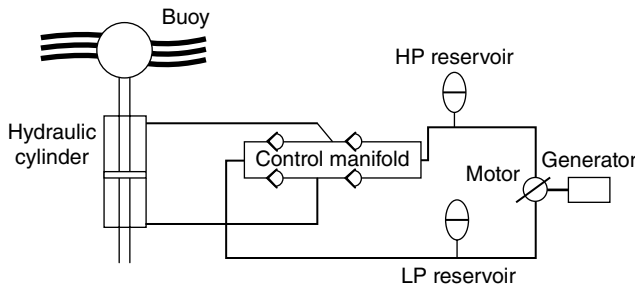 Buoy
HP reservoir
Hydraulic
cylinder
Control manifold
Motor
Generator
LP reservoir